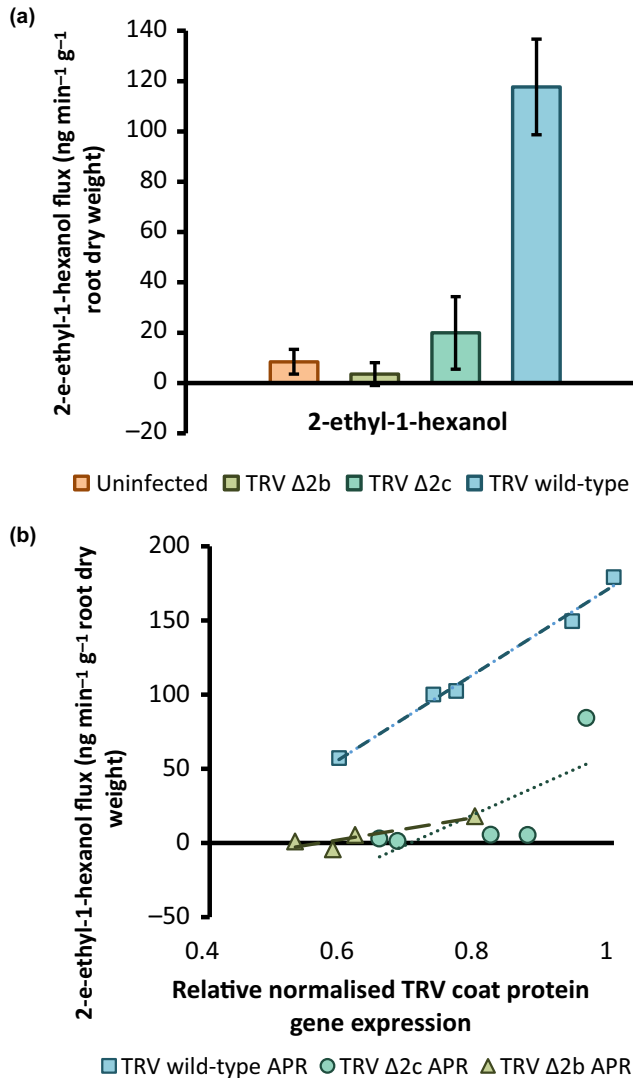 (a)
2-e-ethyl-1-hexanol flux (ng min⁻¹ g⁻¹
root dry weight)
140
120
100
80
60
40
20
0
–20
2-ethyl-1-hexanol
Uninfected TRV Δ2b TRV Δ2c TRV wild-type
(b)
2-e-ethyl-1-hexanol flux (ng min⁻¹ g⁻¹ root dry
weight)
200
150
100
50
0
–50
0.4 0.6 0.8 1
Relative normalised TRV coat protein
gene expression
TRV wild-type APR TRV Δ2c APR TRV Δ2b APR